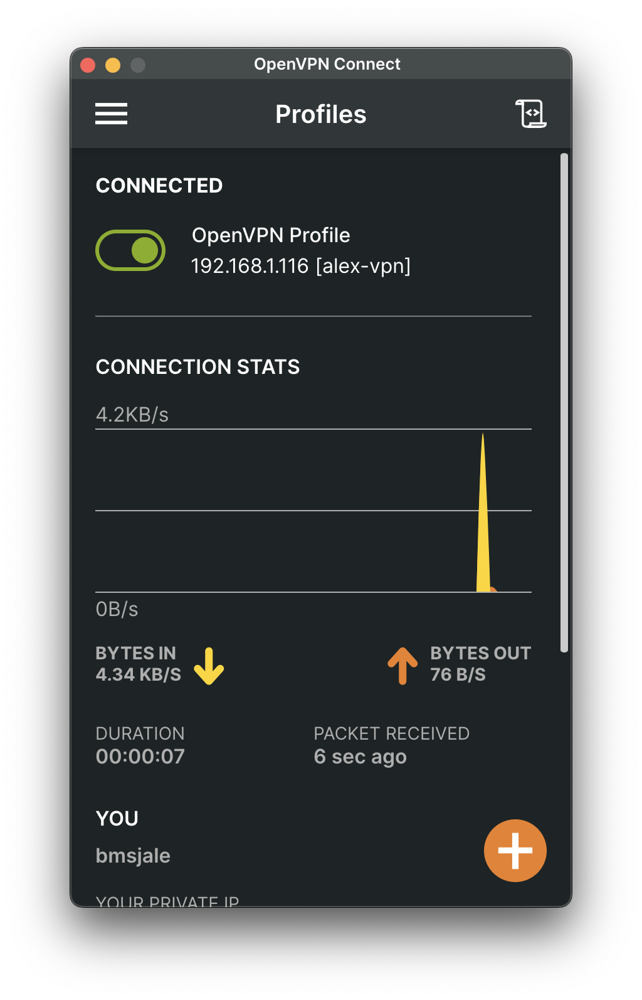 OpenVPN Connect
Profiles
CONNECTED
OpenVPN Profile
192.168.1.116 [alex-vpn]
CONNECTION STATS
4.2KB/s
0B/s
BYTES IN
4.34 KB/S
BYTES OUT
76 B/S
DURATION
00:00:07
PACKET RECEIVED
6 sec ago
YOU
bmsjale
YOUR PRIVATE IP